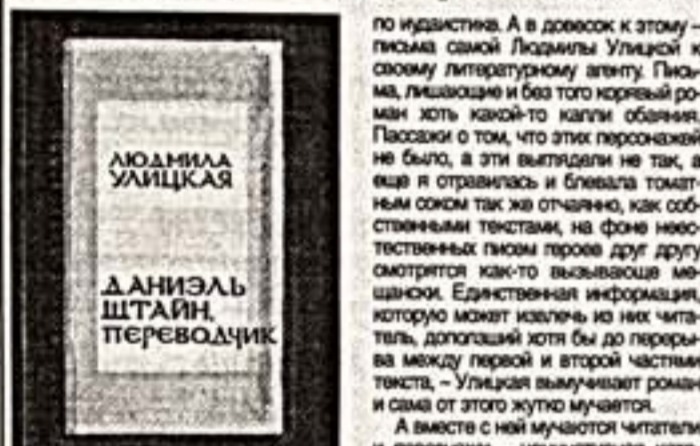 ЛЮДМИЛА
УЛИЦКАЯ
ДАНИЭЛЬ
ШТАЙН,
ПЕРЕВОДЧИК
по иудаистике. А в довесок к этому –
письма самой Людмилы Улицкой
своему литературному агенту. Пись-
ма, лишающие и без того корявый ро-
ман хоть какой-то капли обаяния.
Пассажи о том, что этих персонажей
не было, а эти выглядели не так, а
еще я отравилась и блевала томат-
ным соком так же отчаянно, как соб-
ственными текстами, на фоне неес-
тественных писем героев друг другу
смотрятся как-то вызывающе ме-
щански. Единственная информация,
которую может извлечь из них чита-
тель, дополэший хотя бы до переры-
ва между первой и второй частями
текста, – Улицкая вымучивает роман
и сама от этого жутко мучается.
А вместе с ней мучаются читатели